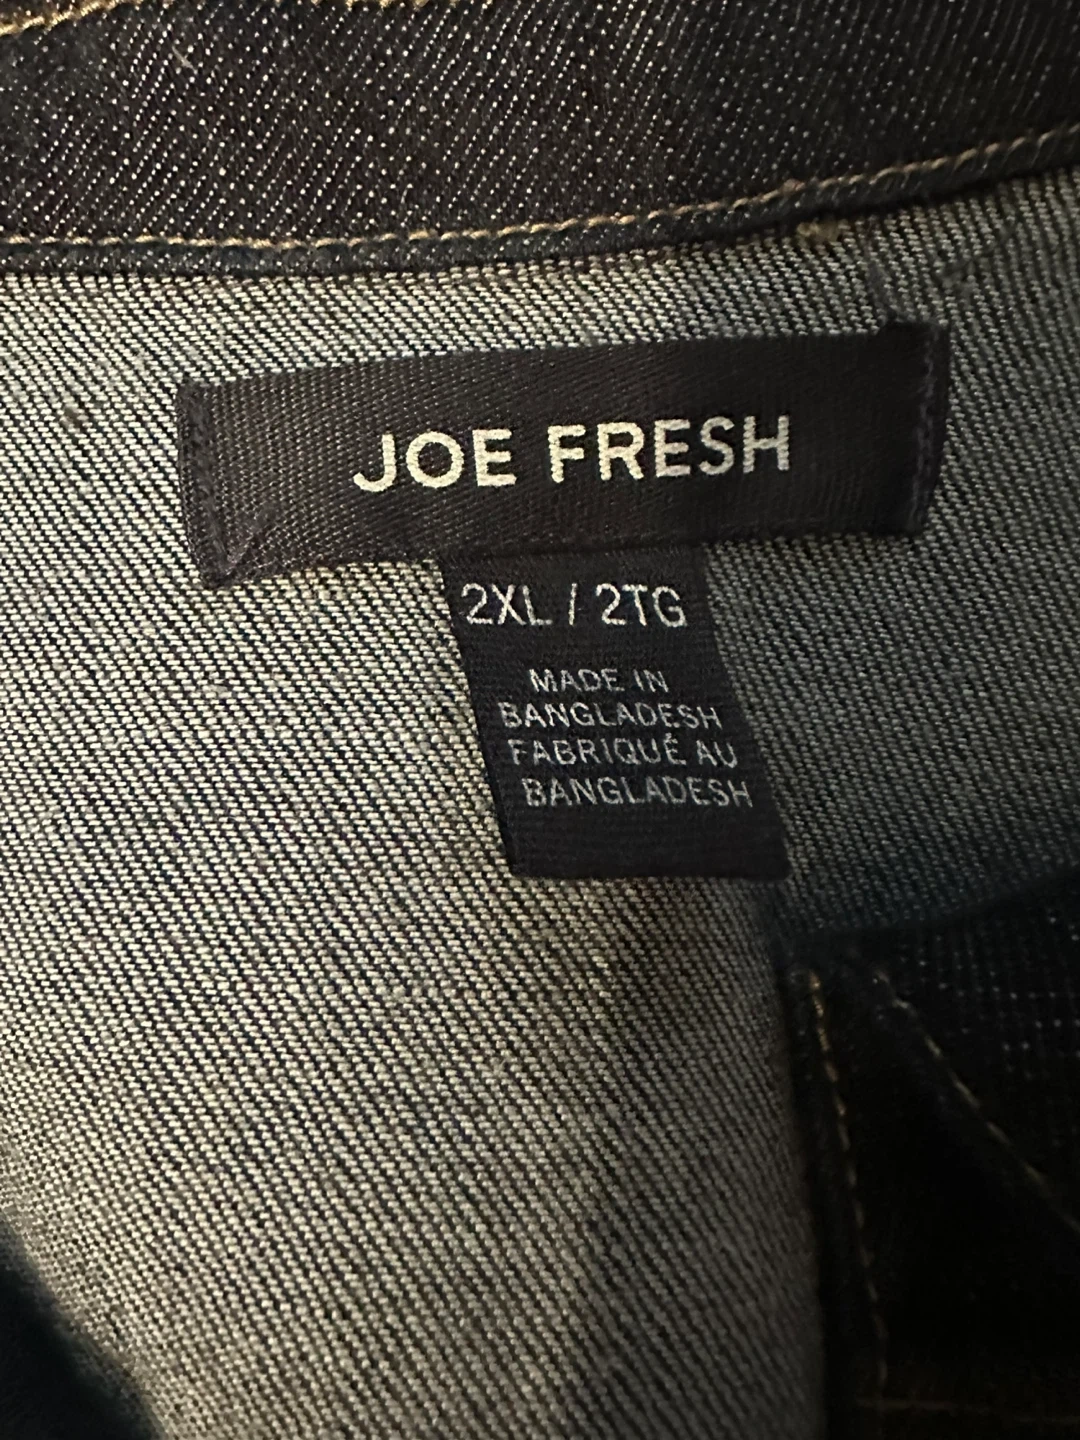 JOE FRESH
2XL / 2TG
MADE IN
BANGLADESH
FABRIQUÉ AU
BANGLADESH